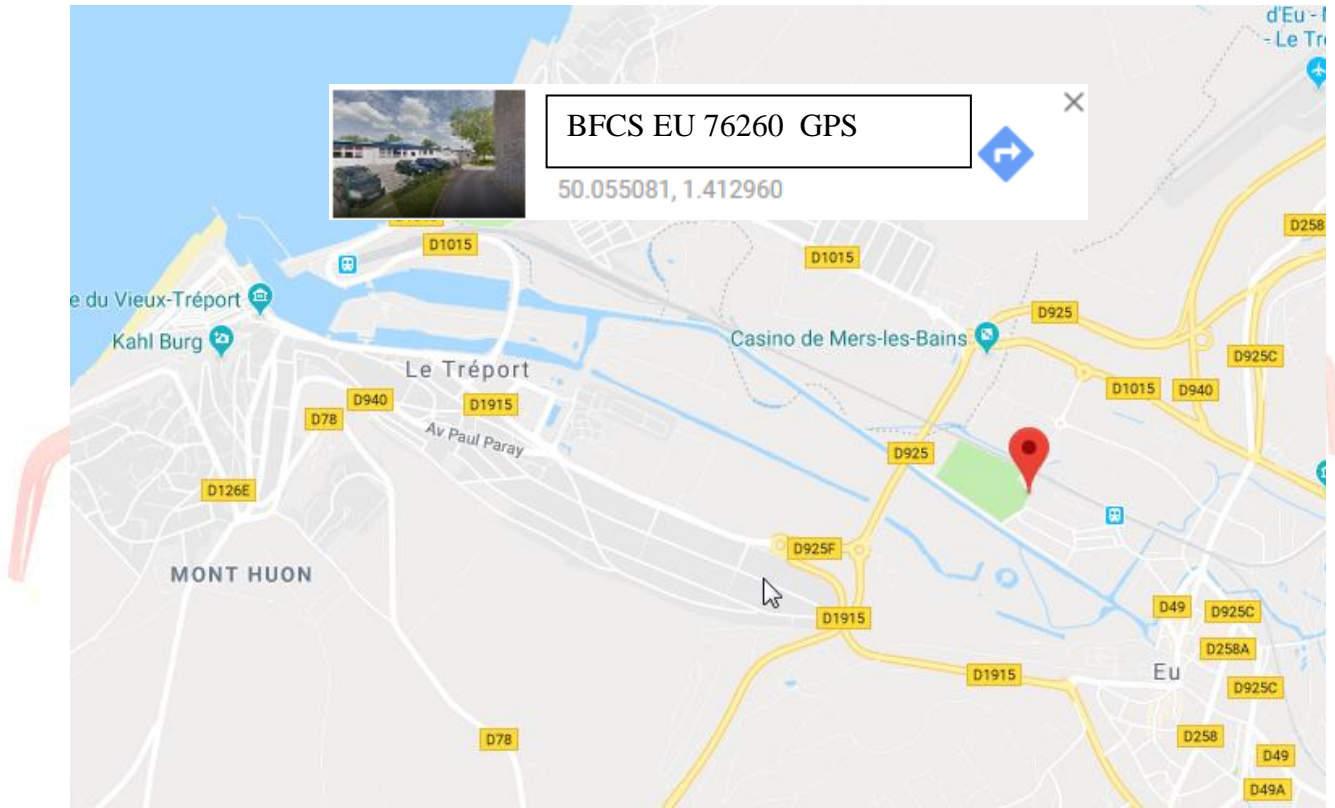 d'Eu -
- Le Tré
BFCS EU 76260 GPS
50.055081, 1.412960
D258
D1015
D1015
e du Vieux-Tréport
Kahl Burg
D925
Casino de Mers-les-Bains
D925C
Le Tréport
D1015
D940
D940
D1915
D78
Av Paul Paray
D925
D126E
D925F
MONT HUON
D1915
D49
D925C
D258A
Eu
D1915
D925C
D258
D78
D49
D49A